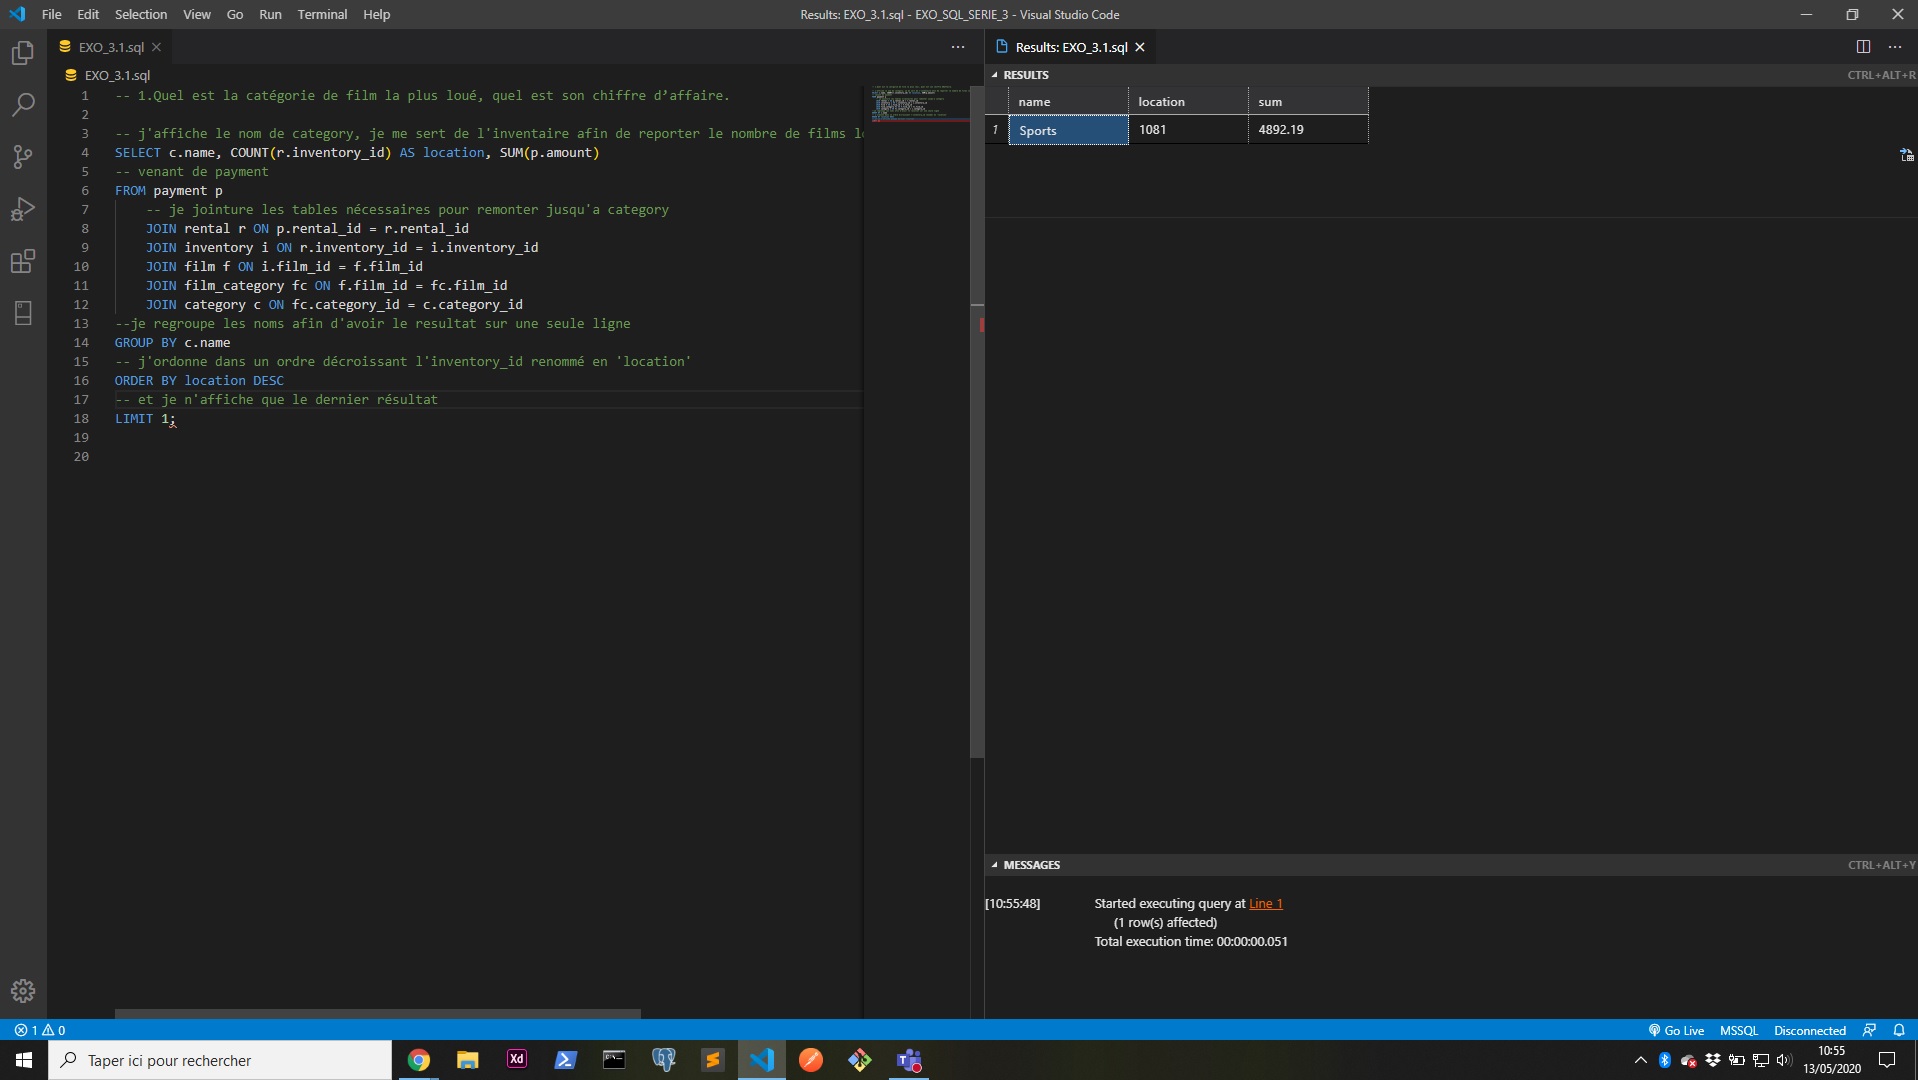 File Edit Selection View Go Run Terminal Help
Results: EXO_3.1.sql - EXO_SQL_SERIE_3 - Visual Studio Code
EXO_3.1.sql
EXO_3.1.sql
1 -- 1.Quel est la catégorie de film la plus loué, quel est son chiffre d’affaire.
2
3 -- j'affiche le nom de category, je me sert de l'inventaire afin de reporter le nombre de films
4 SELECT c.name, COUNT(r.inventory_id) AS location, SUM(p.amount)
5 -- venant de payment
6 FROM payment p
7 -- je jointure les tables nécessaires pour remonter jusqu'a category
8 JOIN rental r ON p.rental_id = r.rental_id
9 JOIN inventory i ON r.inventory_id = i.inventory_id
10 JOIN film f ON i.film_id = f.film_id
11 JOIN film_category fc ON f.film_id = fc.film_id
12 JOIN category c ON fc.category_id = c.category_id
13 --je regroupe les noms afin d'avoir le resultat sur une seule ligne
14 GROUP BY c.name
15 -- j'ordonne dans un ordre décroissant l'inventory_id renommé en 'location'
16 ORDER BY location DESC
17 -- et je n'affiche que le dernier résultat
18 LIMIT 1;
19
20
Results: EXO_3.1.sql
RESULTS CTRL+ALT+R
name location sum
1 Sports 1081 4892.19
MESSAGES CTRL+ALT+Y
[10:55:48] Started executing query at Line 1
(1 row(s) affected)
Total execution time: 00:00:00.051
1 0 Go Live MSSQL Disconnected
Taper ici pour rechercher
Xd
10:55
13/05/2020